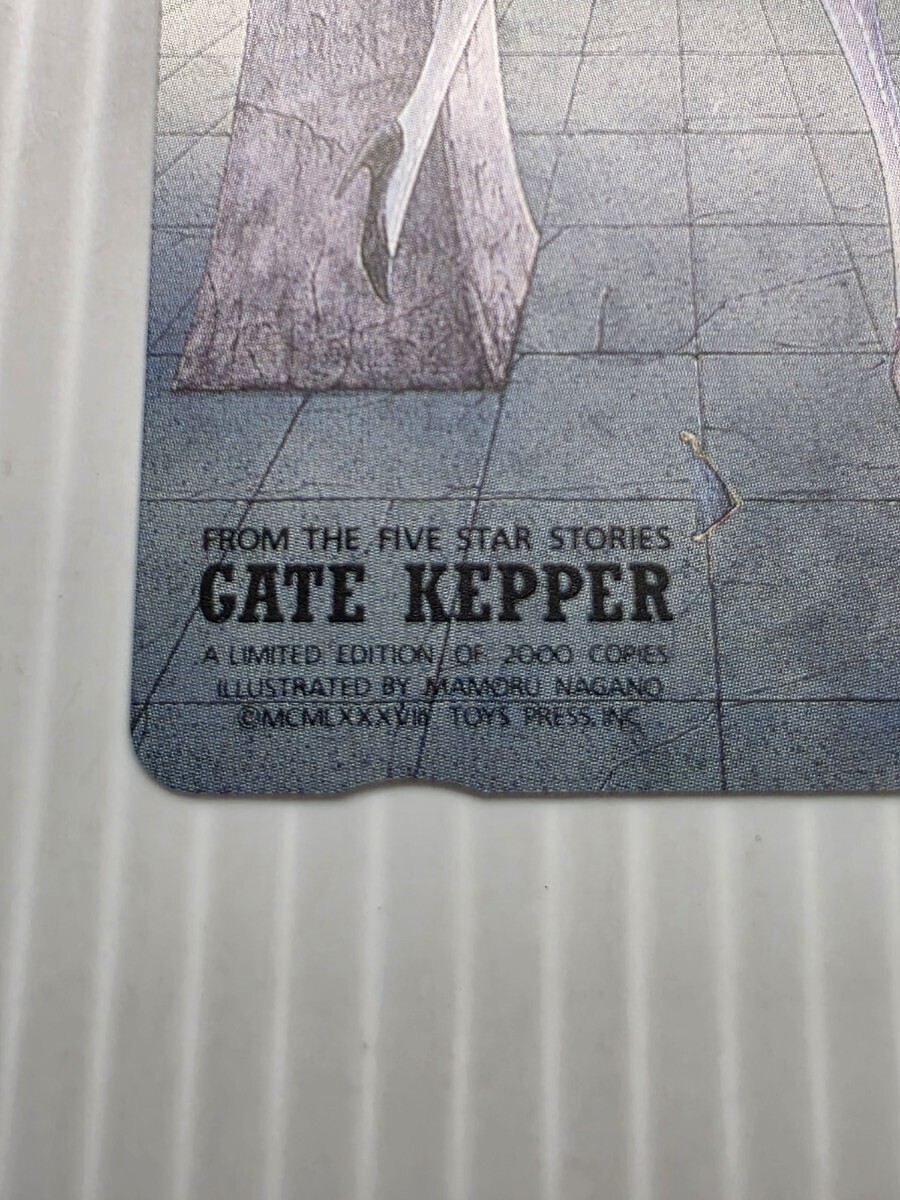 FROM THE FIVE STAR STORIES
GATE KEPPER
A LIMITED EDITION OF 2000 COPIES
ILLUSTRATED BY MAMORU NAGANO
©MCMLXXXVIII TOYS PRESS. INC